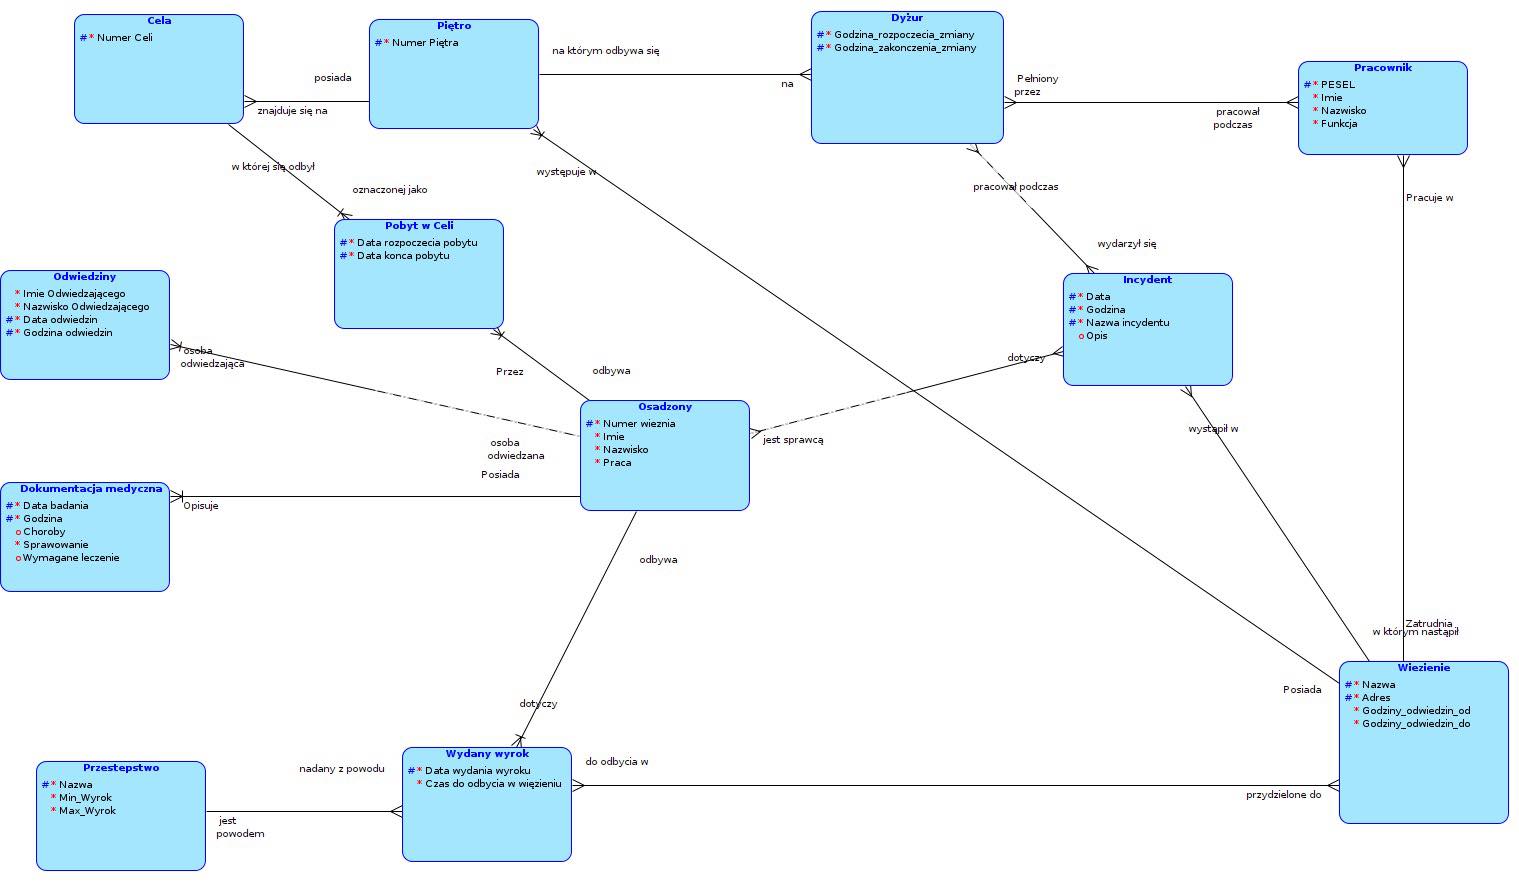 Cela
#* Numer Celi
Piętro
#* Numer Piętra
Dyżur
#* Godzina_rozpoczecia_zmiany
#* Godzina_zakonczenia_zmiany
Pracownik
#* PESEL
* Imie
* Nazwisko
* Funkcja
posiada
znajduje się na
na którym odbywa się
na
Pełniony
przez
pracował
podczas
w której się odbył
oznaczonej jako
występuje w
pracował podczas
wydarzył się
Pracuje w
Pobyt w Celi
#* Data rozpoczecia pobytu
#* Data konca pobytu
Odwiedziny
* Imie Odwiedzającego
* Nazwisko Odwiedzającego
#* Data odwiedzin
#* Godzina odwiedzin
Incydent
#* Data
#* Godzina
#* Nazwa incydentu
o Opis
osoba
odwiedzająca
Przez
odbywa
dotyczy
jest sprawcą
wystąpił w
Osadzony
#* Numer wieznia
* Imie
* Nazwisko
* Praca
osoba
odwiedzana
Posiada
Opisuje
Dokumentacja medyczna
#* Data badania
#* Godzina
o Choroby
* Sprawowanie
o Wymagane leczenie
odbywa
dotyczy
Zatrudnia
w którym nastąpił
Posiada
Wiezienie
#* Nazwa
#* Adres
* Godziny_odwiedzin_od
* Godziny_odwiedzin_do
Przestepstwo
#* Nazwa
* Min_Wyrok
* Max_Wyrok
nadany z powodu
jest
powodem
Wydany wyrok
#* Data wydania wyroku
* Czas do odbycia w więzieniu
do odbycia w
przydzielone do